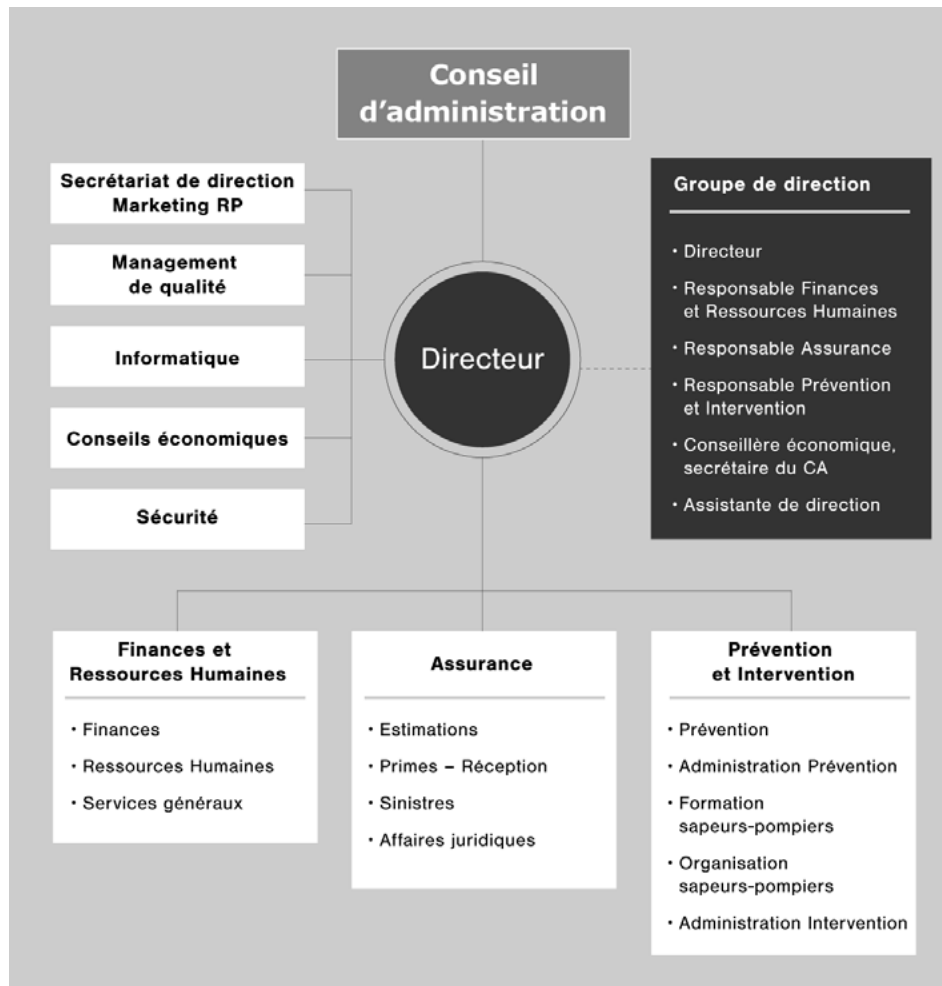 Conseil
d'administration
Secrétariat de direction
Marketing RP
Management
de qualité
Informatique
Conseils économiques
Sécurité
Directeur
Groupe de direction
· Directeur
· Responsable Finances
et Ressources Humaines
· Responsable Assurance
· Responsable Prévention
et Intervention
· Conseillère économique,
secrétaire du CA
· Assistante de direction
Finances et
Ressources Humaines
· Finances
· Ressources Humaines
· Services généraux
Assurance
· Estimations
· Primes – Réception
· Sinistres
· Affaires juridiques
Prévention
et Intervention
· Prévention
· Administration Prévention
· Formation
sapeurs-pompiers
· Organisation
sapeurs-pompiers
· Administration Intervention